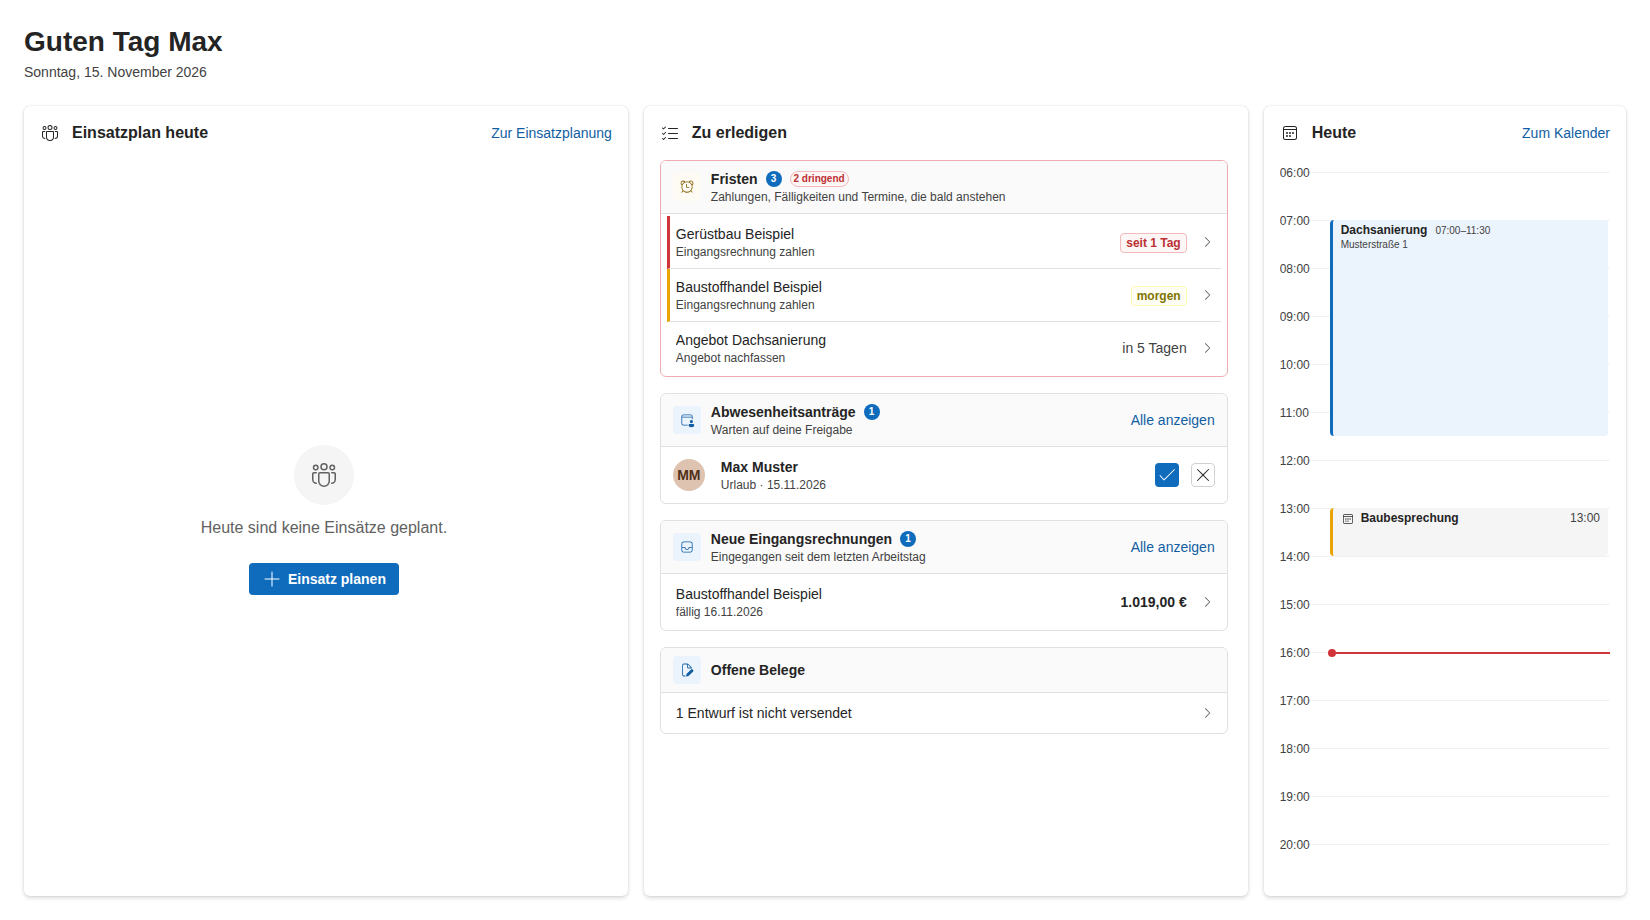 Guten Tag Max
Sonntag, 15. November 2026
Einsatzplan heute
Zur Einsatzplanung
Heute sind keine Einsätze geplant.
Einsatz planen
Zu erledigen
Fristen 3 2 dringend
Zahlungen, Fälligkeiten und Termine, die bald anstehen
Gerüstbau Beispiel
Eingangsrechnung zahlen
seit 1 Tag
Baustoffhandel Beispiel
Eingangsrechnung zahlen
morgen
Angebot Dachsanierung
Angebot nachfassen
in 5 Tagen
Abwesenheitsanträge 1
Warten auf deine Freigabe
Alle anzeigen
MM
Max Muster
Urlaub · 15.11.2026
Neue Eingangsrechnungen 1
Eingegangen seit dem letzten Arbeitstag
Alle anzeigen
Baustoffhandel Beispiel
fällig 16.11.2026
1.019,00 €
Offene Belege
1 Entwurf ist nicht versendet
Heute
Zum Kalender
06:00
07:00
Dachsanierung 07:00–11:30
Musterstraße 1
08:00
09:00
10:00
11:00
12:00
13:00
Baubesprechung 13:00
14:00
15:00
16:00
17:00
18:00
19:00
20:00